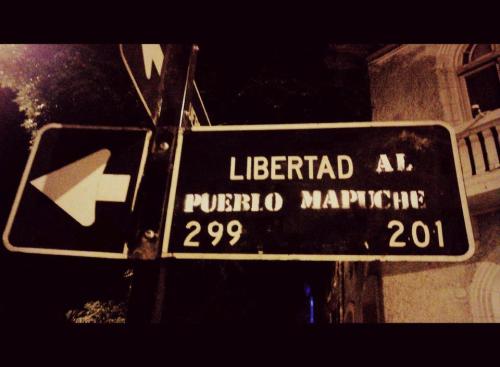 LIBERTAD AL
PUEBLO MAPUCHE
299 201